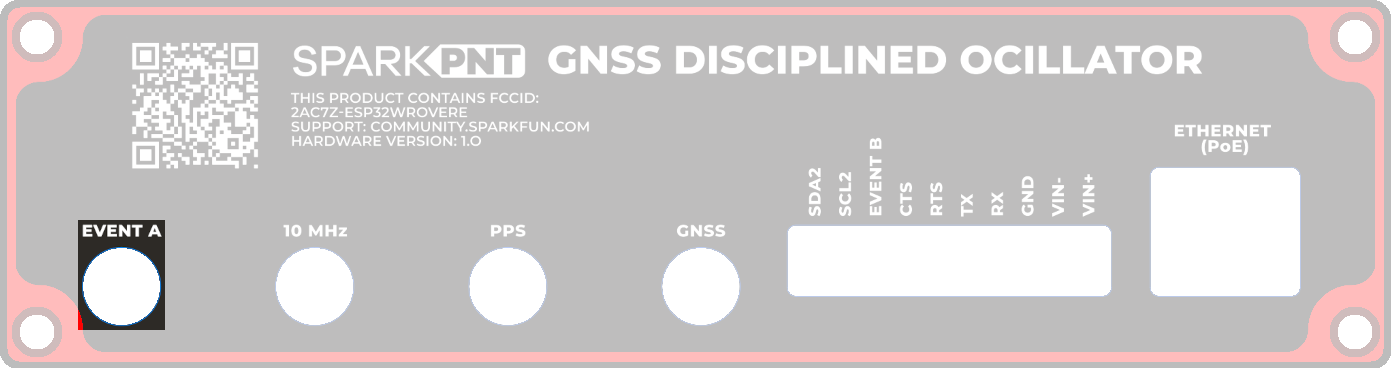 SPARKPNT GNSS DISCIPLINED OCILLATOR
THIS PRODUCT CONTAINS FCCID:
2AC7Z-ESP32WROVERE
SUPPORT: COMMUNITY.SPARKFUN.COM
HARDWARE VERSION: 1.0
ETHERNET
(PoE)
SDA2
SCL2
EVENT B
CTS
RTS
TX
RX
GND
VIN-
VIN+
EVENT A
10 MHz
PPS
GNSS